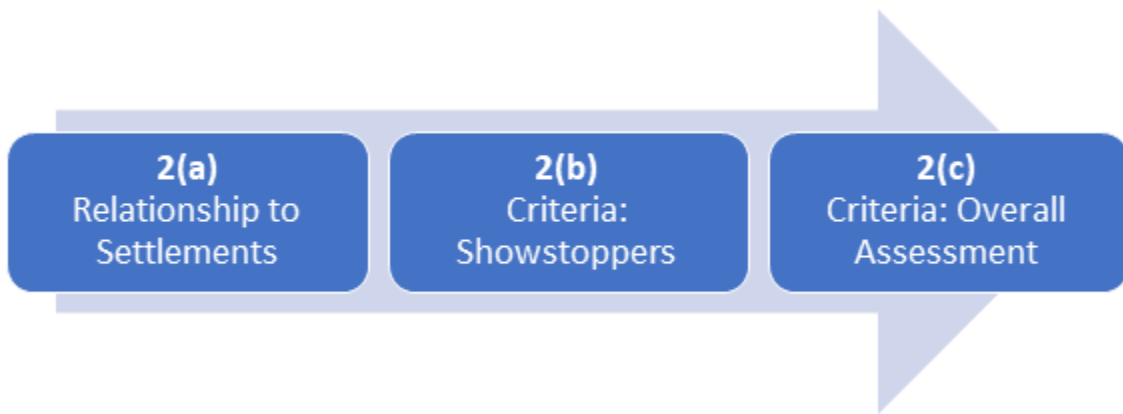 2(a)
Relationship to
Settlements
2(b)
Criteria:
Showstoppers
2(c)
Criteria: Overall
Assessment